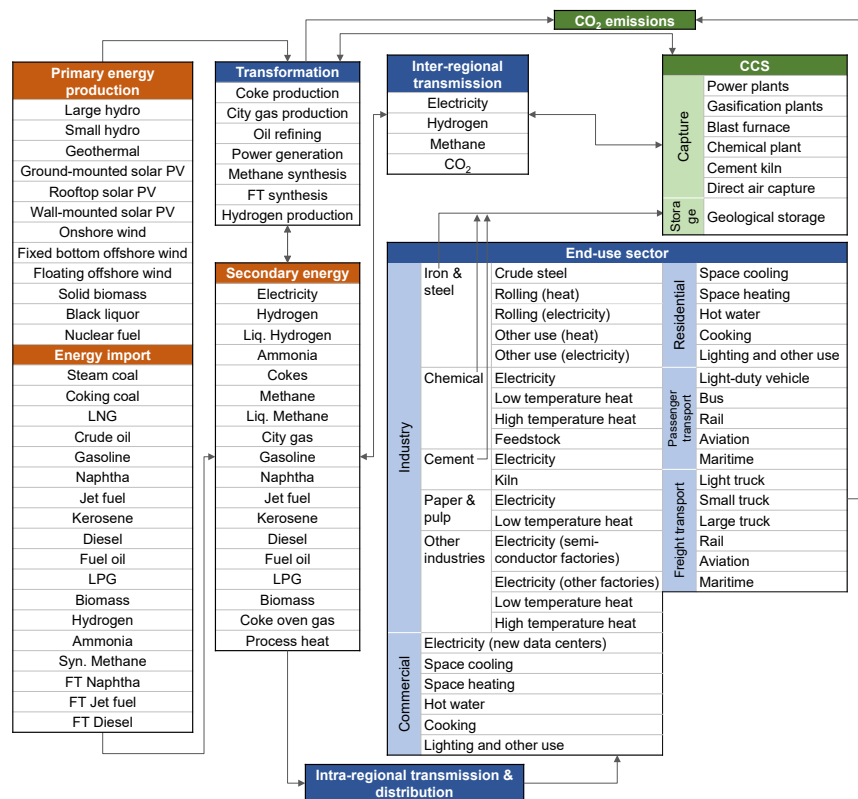 CO₂ emissions
Primary energy
production
Large hydro
Small hydro
Geothermal
Ground-mounted solar PV
Rooftop solar PV
Wall-mounted solar PV
Onshore wind
Fixed bottom offshore wind
Floating offshore wind
Solid biomass
Black liquor
Nuclear fuel
Energy import
Steam coal
Coking coal
LNG
Crude oil
Gasoline
Naphtha
Jet fuel
Kerosene
Diesel
Fuel oil
LPG
Biomass
Hydrogen
Ammonia
Syn. Methane
FT Naphtha
FT Jet fuel
FT Diesel
Transformation
Coke production
City gas production
Oil refining
Power generation
Methane synthesis
FT synthesis
Hydrogen production
Secondary energy
Electricity
Hydrogen
Liq. Hydrogen
Ammonia
Cokes
Methane
Liq. Methane
City gas
Gasoline
Naphtha
Jet fuel
Kerosene
Diesel
Fuel oil
LPG
Biomass
Coke oven gas
Process heat
Inter-regional
transmission
Electricity
Hydrogen
Methane
CO₂
CCS
Capture
Power plants
Gasification plants
Blast furnace
Chemical plant
Cement kiln
Direct air capture
Stora
ge
Geological storage
End-use sector
Industry
Iron &
steel
Crude steel
Rolling (heat)
Rolling (electricity)
Other use (heat)
Other use (electricity)
Chemical
Electricity
Low temperature heat
High temperature heat
Feedstock
Cement
Electricity
Kiln
Paper &
pulp
Electricity
Low temperature heat
Other
industries
Electricity (semi-
conductor factories)
Electricity (other factories)
Low temperature heat
High temperature heat
Commercial
Electricity (new data centers)
Space cooling
Space heating
Hot water
Cooking
Lighting and other use
Residential
Space cooling
Space heating
Hot water
Cooking
Lighting and other use
Passenger
transport
Light-duty vehicle
Bus
Rail
Aviation
Maritime
Freight transport
Light truck
Small truck
Large truck
Rail
Aviation
Maritime
Intra-regional transmission &
distribution